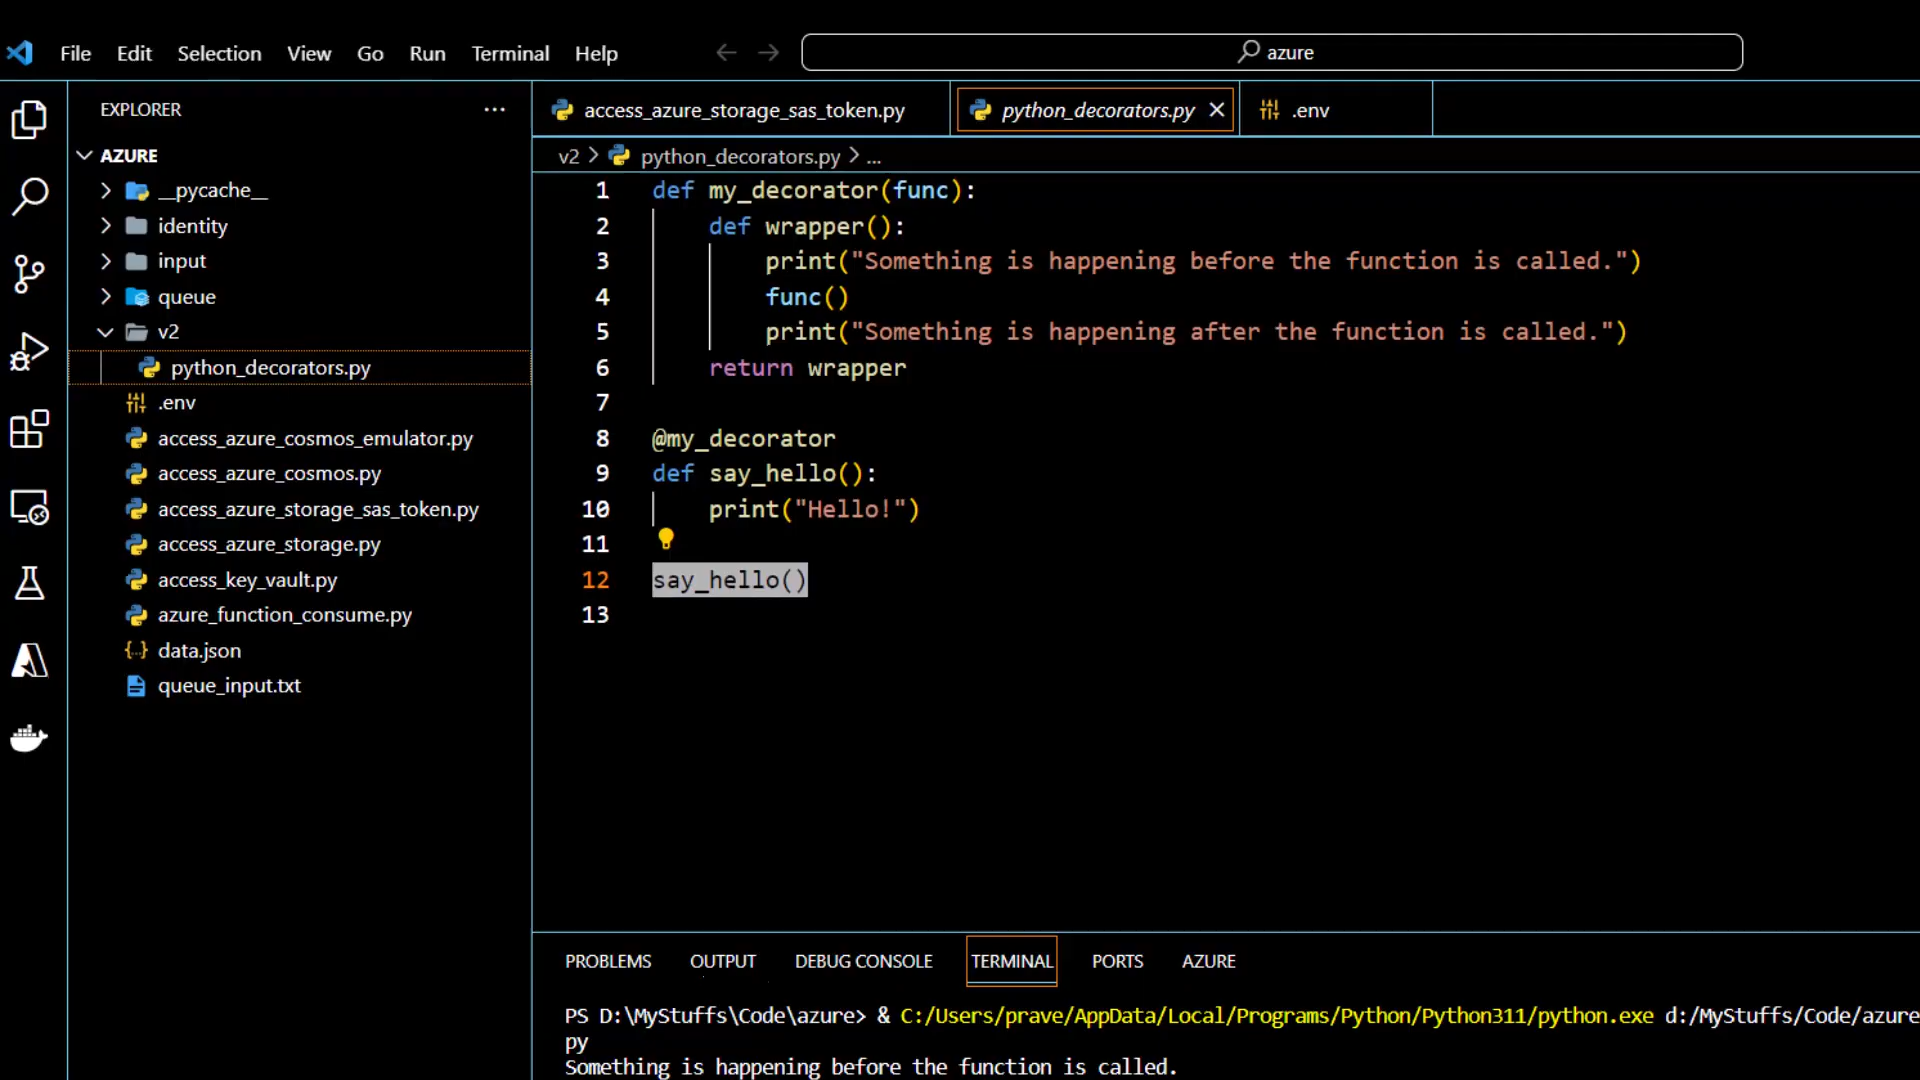 File Edit Selection View Go Run Terminal Help
azure
EXPLORER
AZURE
__pycache__
identity
input
queue
v2
python_decorators.py
.env
access_azure_cosmos_emulator.py
access_azure_cosmos.py
access_azure_storage_sas_token.py
access_azure_storage.py
access_key_vault.py
azure_function_consume.py
data.json
queue_input.txt
access_azure_storage_sas_token.py python_decorators.py .env
v2 > python_decorators.py > ...
1 def my_decorator(func):
2 def wrapper():
3 print("Something is happening before the function is called.")
4 func()
5 print("Something is happening after the function is called.")
6 return wrapper
7
8 @my_decorator
9 def say_hello():
10 print("Hello!")
11
12 say_hello()
13
PROBLEMS OUTPUT DEBUG CONSOLE TERMINAL PORTS AZURE
PS D:\MyStuffs\Code\azure> & C:/Users/prave/AppData/Local/Programs/Python/Python311/python.exe d:/MyStuffs/Code/azure
py
Something is happening before the function is called.